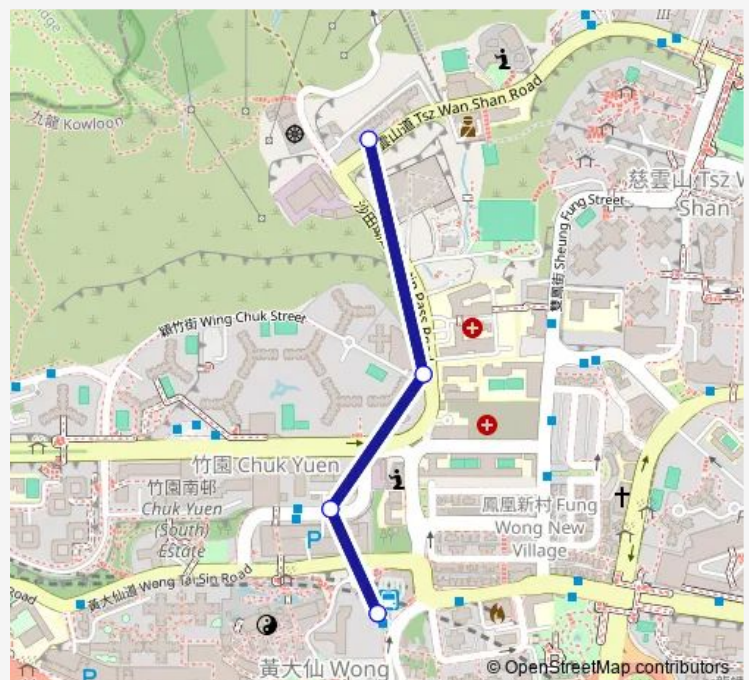 九龍 Kowloon
慈雲山道 Tsz Wan Shan Road
慈雲山 Tsz W
Shan
雙鳳街 Sheung Fung Street
Pass Road
穎竹街 Wing Chuk Street
竹園 Chuk Yuen
竹園南邨
Chuk Yuen
(South)
Estate
鳳凰新村 Fung
Wong New
Village
P
黃大仙道 Wong Tai Sin Road
Road
P
黃大仙 Wong
© OpenStreetMap contributors